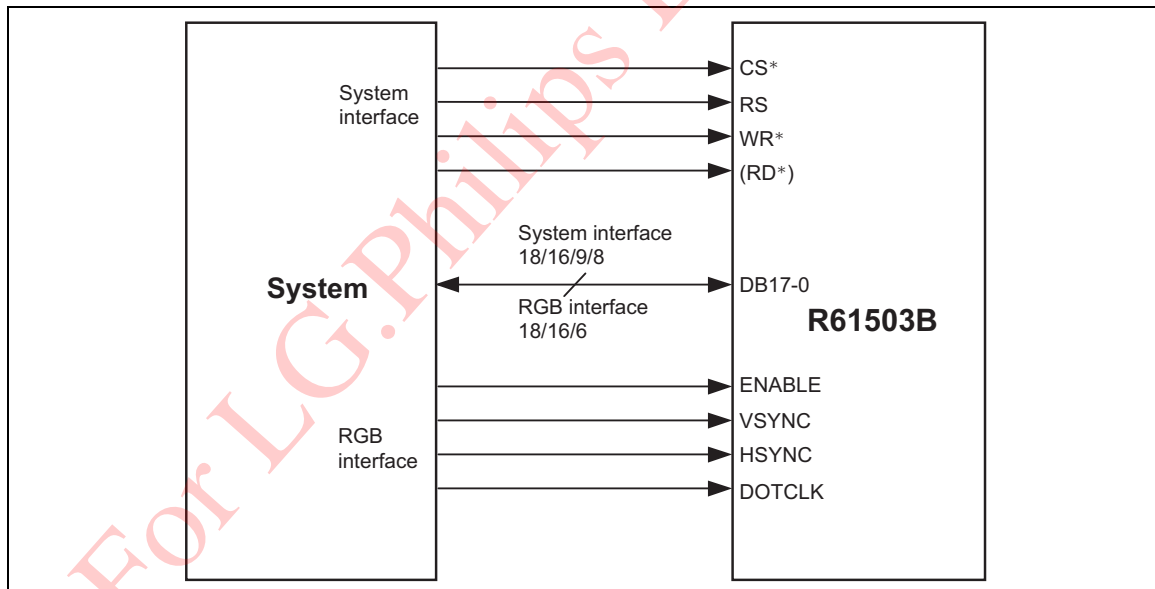 CS*
System
interface
RS
WR*
(RD*)
System interface
18/16/9/8
System
DB17-0
RGB interface
18/16/6
R61503B
ENABLE
VSYNC
RGB
interface
HSYNC
DOTCLK
For LG.Philips